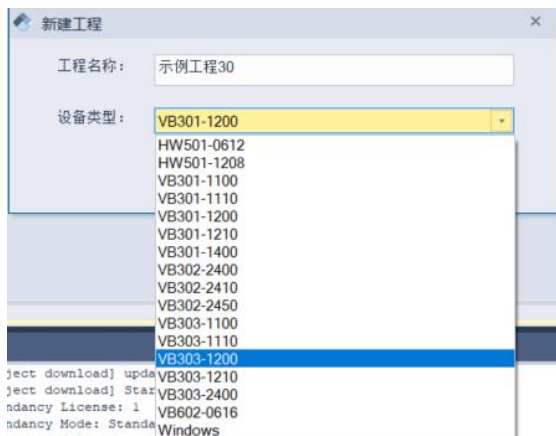 新建工程
工程名称：
示例工程30
设备类型：
VB301-1200
HW501-0612
HW501-1208
VB301-1100
VB301-1110
VB301-1200
VB301-1210
VB301-1400
VB302-2400
VB302-2410
VB302-2450
VB303-1100
VB303-1110
VB303-1200
VB303-1210
VB303-2400
VB602-0616
Windows
ject download] upda
ject download] Star
ndancy License: 1
ndancy Mode: Standa